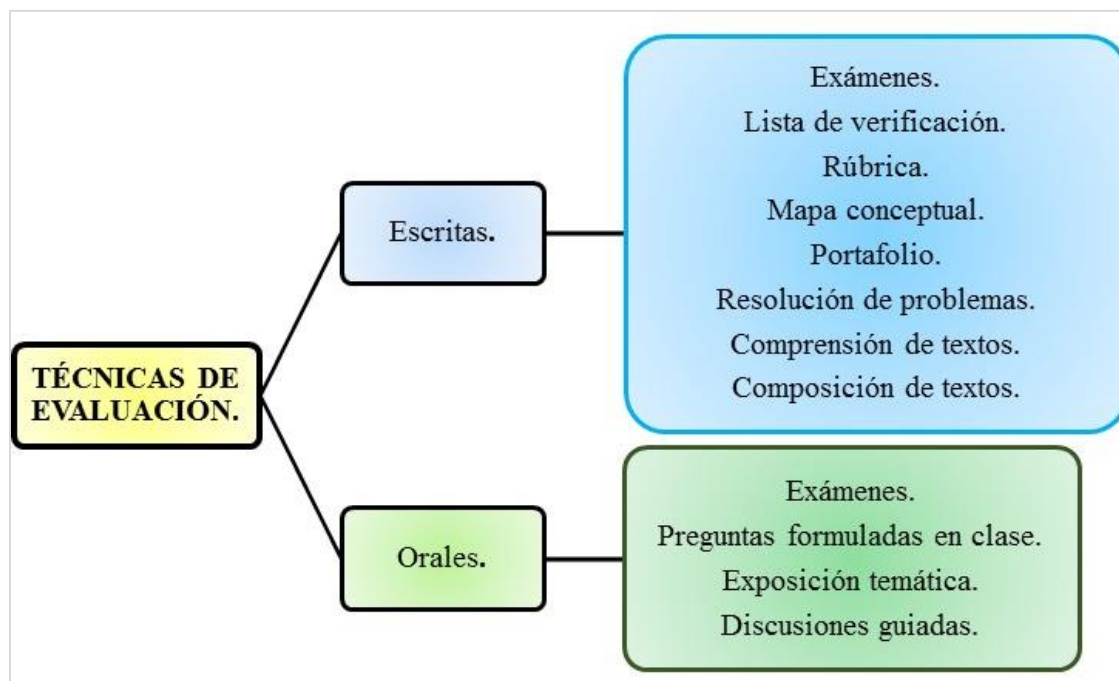 TÉCNICAS DE
EVALUACIÓN.
Escritas.
Exámenes.
Lista de verificación.
Rúbrica.
Mapa conceptual.
Portafolio.
Resolución de problemas.
Comprensión de textos.
Composición de textos.
Orales.
Exámenes.
Preguntas formuladas en clase.
Exposición temática.
Discusiones guiadas.